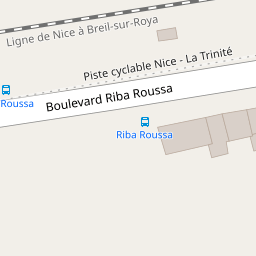 Ligne de Nice à Breil-sur-Roya
Piste cyclable Nice - La Trinité
Roussa
Boulevard Riba Roussa
Riba Roussa